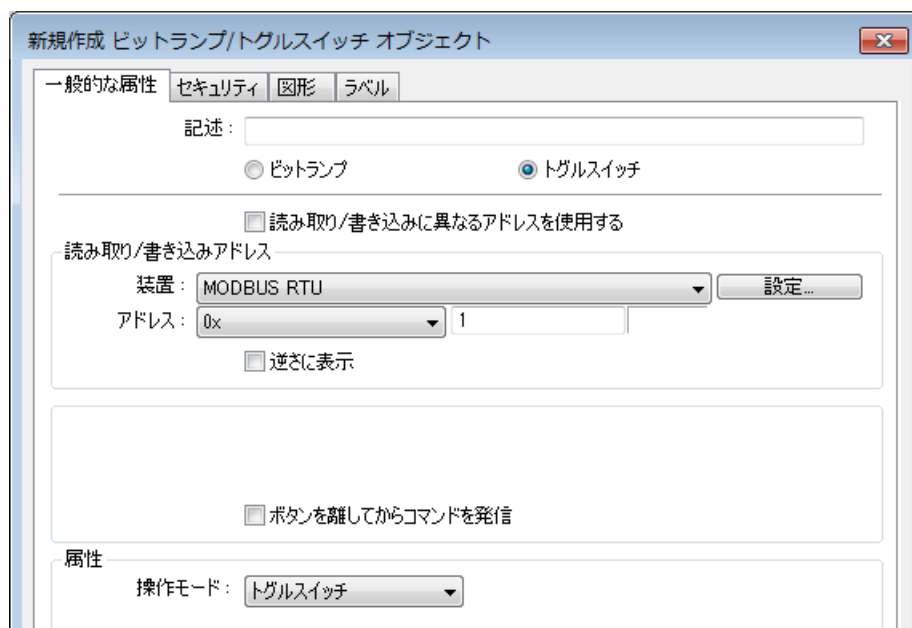 新規作成 ビットランプ/トグルスイッチ オブジェクト
一般的な属性 セキュリティ 図形 ラベル
記述：
ビットランプ トグルスイッチ
読み取り/書き込みに異なるアドレスを使用する
読み取り/書き込みアドレス
装置： MODBUS RTU 設定...
アドレス： 0x 1
逆さに表示
ボタンを離してからコマンドを発信
属性
操作モード： トグルスイッチ